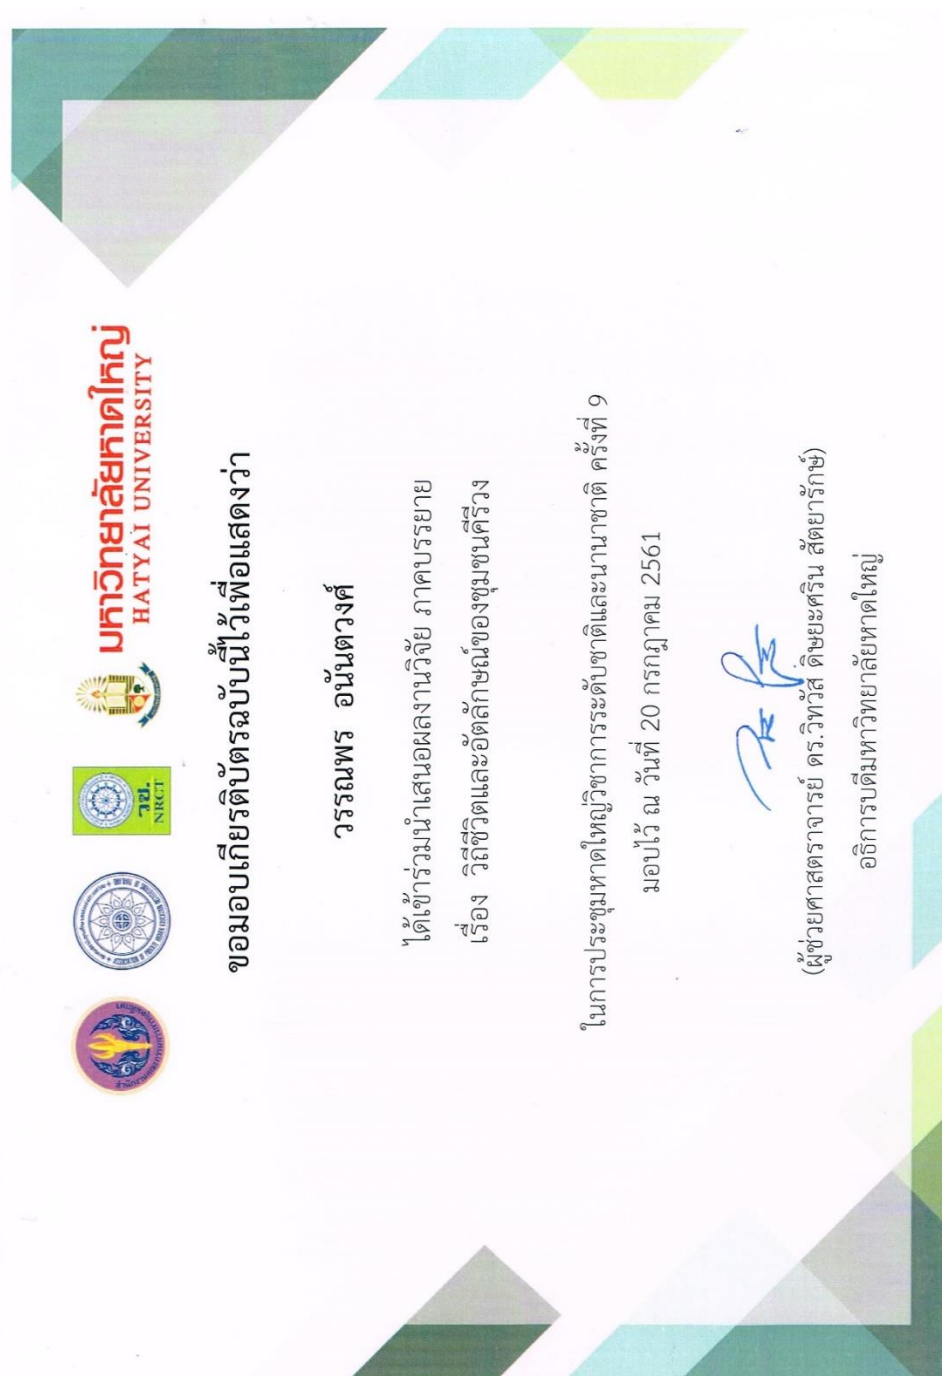 มหาวิทยาลัยหาดใหญ่
HATYAI UNIVERSITY
วช.
NRCT
ขอมอบเกียรติบัตรฉบับนี้ไว้เพื่อแสดงว่า
วรรณพร อนันตวงศ์
ได้เข้าร่วมนำเสนอผลงานวิจัย ภาคบรรยาย
เรื่อง วิถีชีวิตและอัตลักษณ์ของชุมชนคีรีวง
ในการประชุมหาดใหญ่วิชาการระดับชาติและนานาชาติ ครั้งที่ 9
มอบไว้ ณ วันที่ 20 กรกฎาคม 2561
(ผู้ช่วยศาสตราจารย์ ดร.วิทวัส ดิษยะศริน สัตยารักษ์)
อธิการบดีมหาวิทยาลัยหาดใหญ่